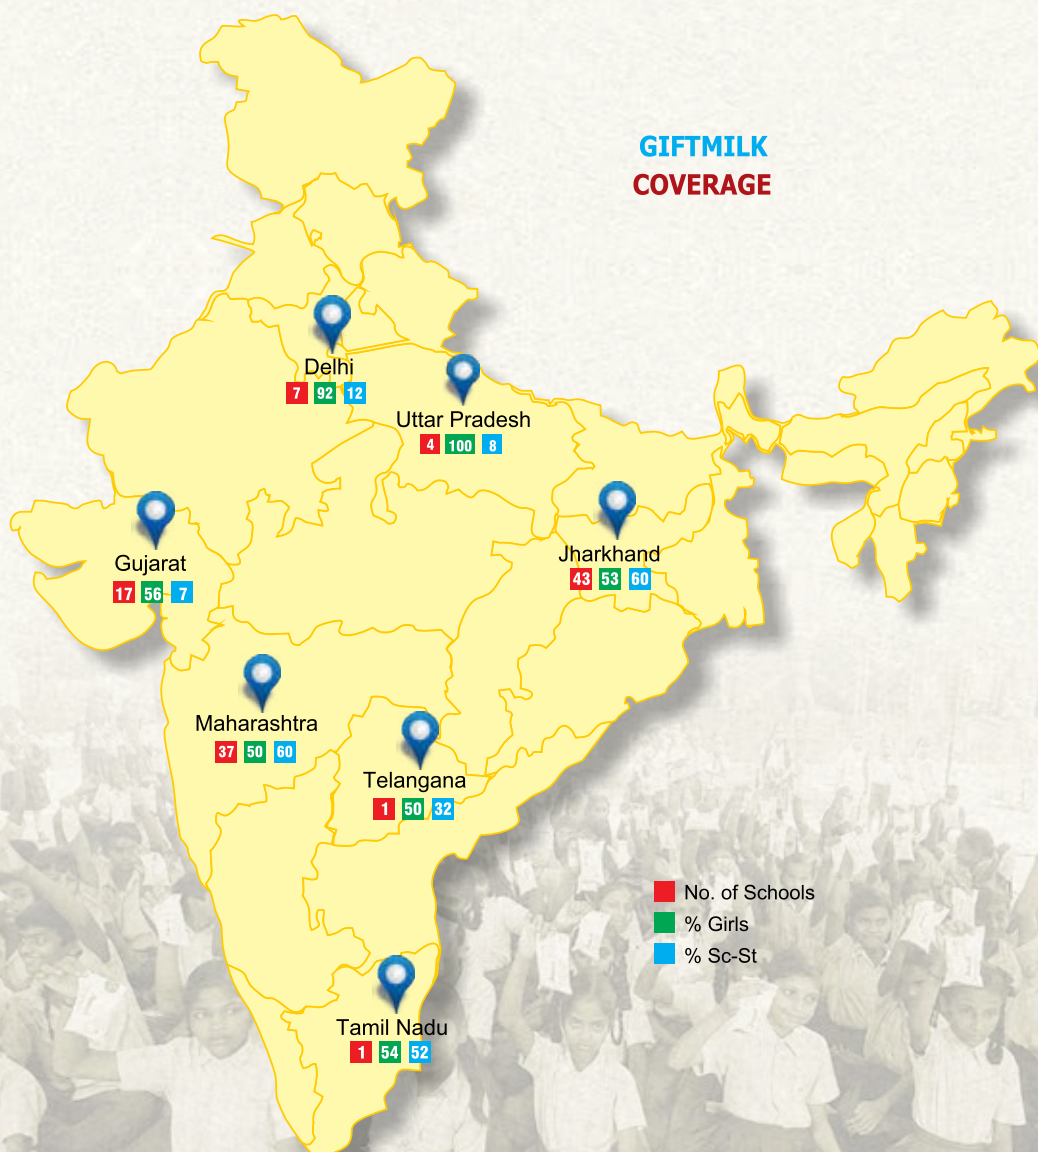 GIFTMILK
COVERAGE
Delhi
7 92 12
Uttar Pradesh
4 100 8
Gujarat
17 56 7
Jharkhand
43 53 60
Maharashtra
37 50 60
Telangana
1 50 32
No. of Schools
% Girls
% Sc-St
Tamil Nadu
1 54 52